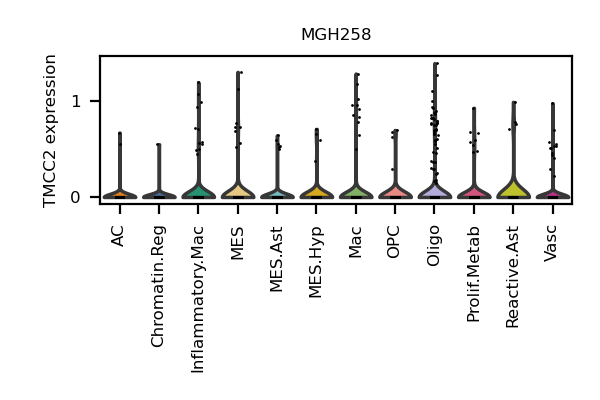 MGH258
TMCC2 expression
1
0
AC
Chromatin.Reg
Inflammatory.Mac
MES
MES.Ast
MES.Hyp
Mac
OPC
Oligo
Prolif.Metab
Reactive.Ast
Vasc